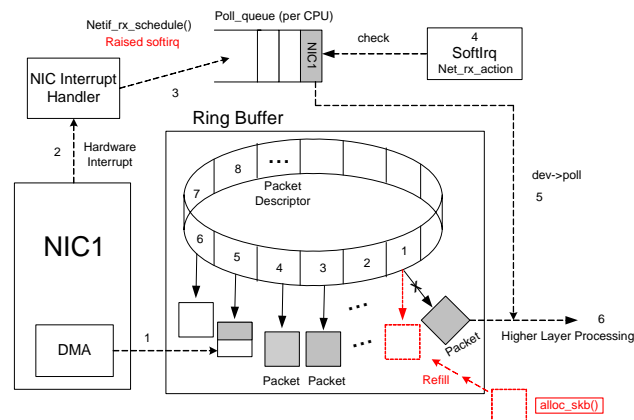 Netif_rx_schedule()
Raised softirq
Poll_queue (per CPU)
NIC1
check
4
SoftIrq
Net_rx_action
NIC Interrupt
Handler
3
2
Hardware
Interrupt
Ring Buffer
8
...
7
Packet
Descriptor
6
5
4
3
2
1
dev->poll
5
NIC1
DMA
1
...
...
Packet
Packet
Packet
6
Higher Layer Processing
Refill
alloc_skb()